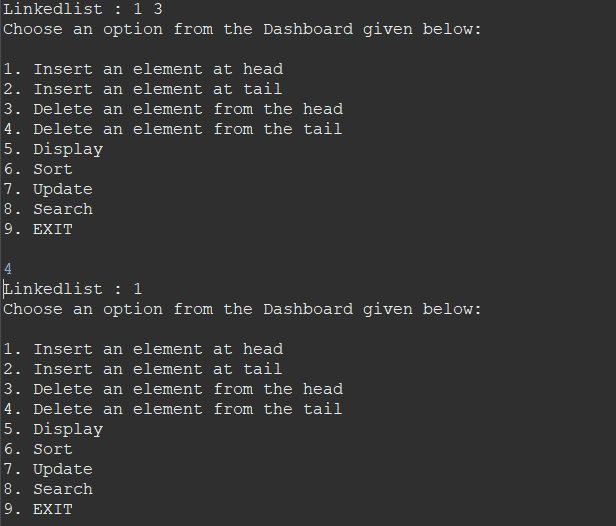 Linkedlist : 1 3
Choose an option from the Dashboard given below:
1. Insert an element at head
2. Insert an element at tail
3. Delete an element from the head
4. Delete an element from the tail
5. Display
6. Sort
7. Update
8. Search
9. EXIT
4
Linkedlist : 1
Choose an option from the Dashboard given below:
1. Insert an element at head
2. Insert an element at tail
3. Delete an element from the head
4. Delete an element from the tail
5. Display
6. Sort
7. Update
8. Search
9. EXIT